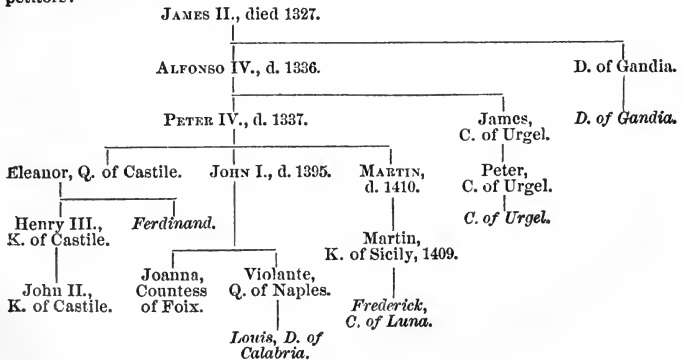 petitors:
JAMES II., died 1327.
ALFONSO IV., d. 1336.
D. of Gandia.
PETER IV., d. 1337.
James,
C. of Urgel.
D. of Gandia.
Eleanor, Q. of Castile.
JOHN I., d. 1395.
MARTIN,
d. 1410.
Peter,
C. of Urgel.
C. of Urgel.
Henry III.,
K. of Castile.
Ferdinand.
Martin,
K. of Sicily, 1409.
John II.,
K. of Castile.
Joanna,
Countess
of Foix.
Violante,
Q. of Naples.
Frederick,
C. of Luna.
Louis, D. of
Calabria.